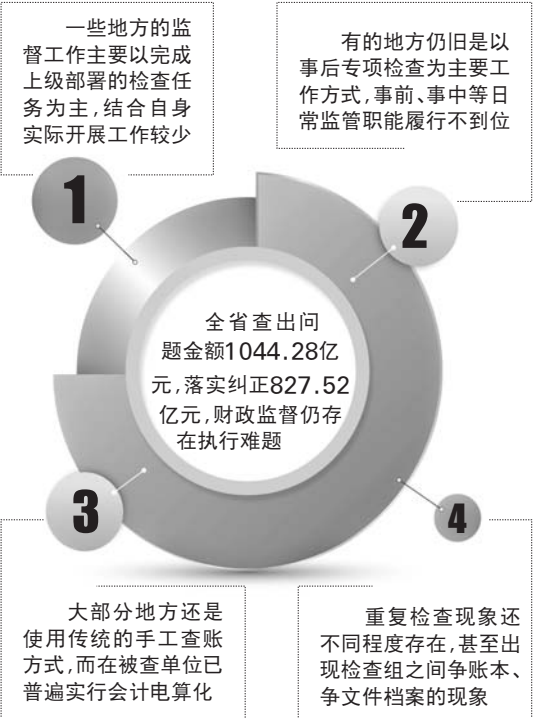 一些地方的监
督工作主要以完成
上级部署的检查任
务为主，结合自身
实际开展工作较少
有的地方仍旧是以
事后专项检查为主要工
作方式，事前、事中等日
常监管职能履行不到位
1
2
全省查出问
题金额1044.28亿
元，落实纠正827.52
亿元，财政监督仍存
在执行难题
3
4
大部分地方还是
使用传统的手工查账
方式，而在被查单位已
普遍实行会计电算化
重复检查现象还
不同程度存在，甚至出
现检查组之间争账本、
争文件档案的现象